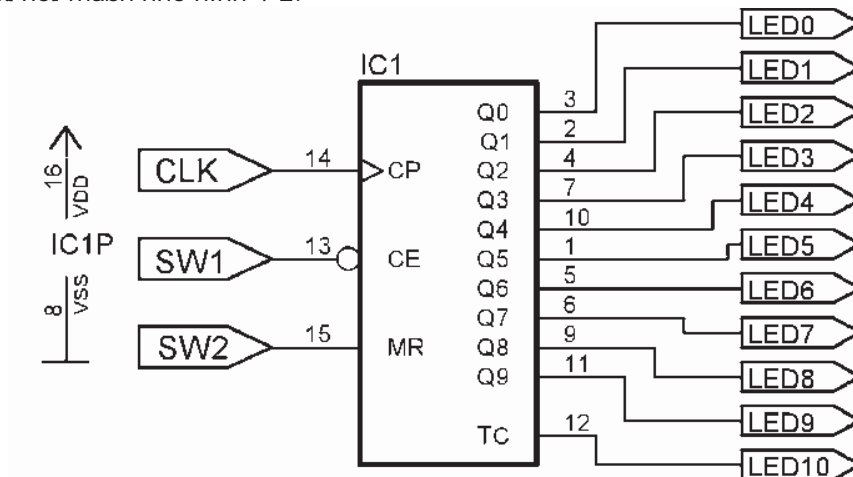 IC1
LED0
LED1
LED2
LED3
LED4
LED5
LED6
LED7
LED8
LED9
LED10
CLK
SW1
SW2
14
13
15
CP
CE
MR
Q0
Q1
Q2
Q3
Q4
Q5
Q6
Q7
Q8
Q9
TC
3
2
4
7
10
1
5
6
9
11
12
16
VDD
IC1P
8
VSS